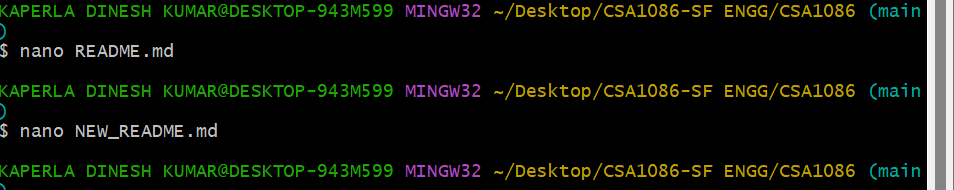 KAPERLA DINESH KUMAR@DESKTOP-943M599 MINGW32 ~/Desktop/CSA1086-SF ENGG/CSA1086 (main
)
$ nano README.md
KAPERLA DINESH KUMAR@DESKTOP-943M599 MINGW32 ~/Desktop/CSA1086-SF ENGG/CSA1086 (main
)
$ nano NEW_README.md
KAPERLA DINESH KUMAR@DESKTOP-943M599 MINGW32 ~/Desktop/CSA1086-SF ENGG/CSA1086 (main
)